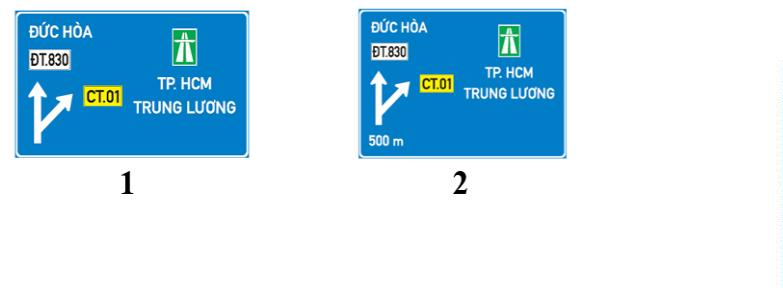 ĐỨC HÒA
ĐT.830
CT.01
TP. HCM
TRUNG LƯƠNG
1
ĐỨC HÒA
ĐT.830
CT.01
TP. HCM
TRUNG LƯƠNG
500 m
2